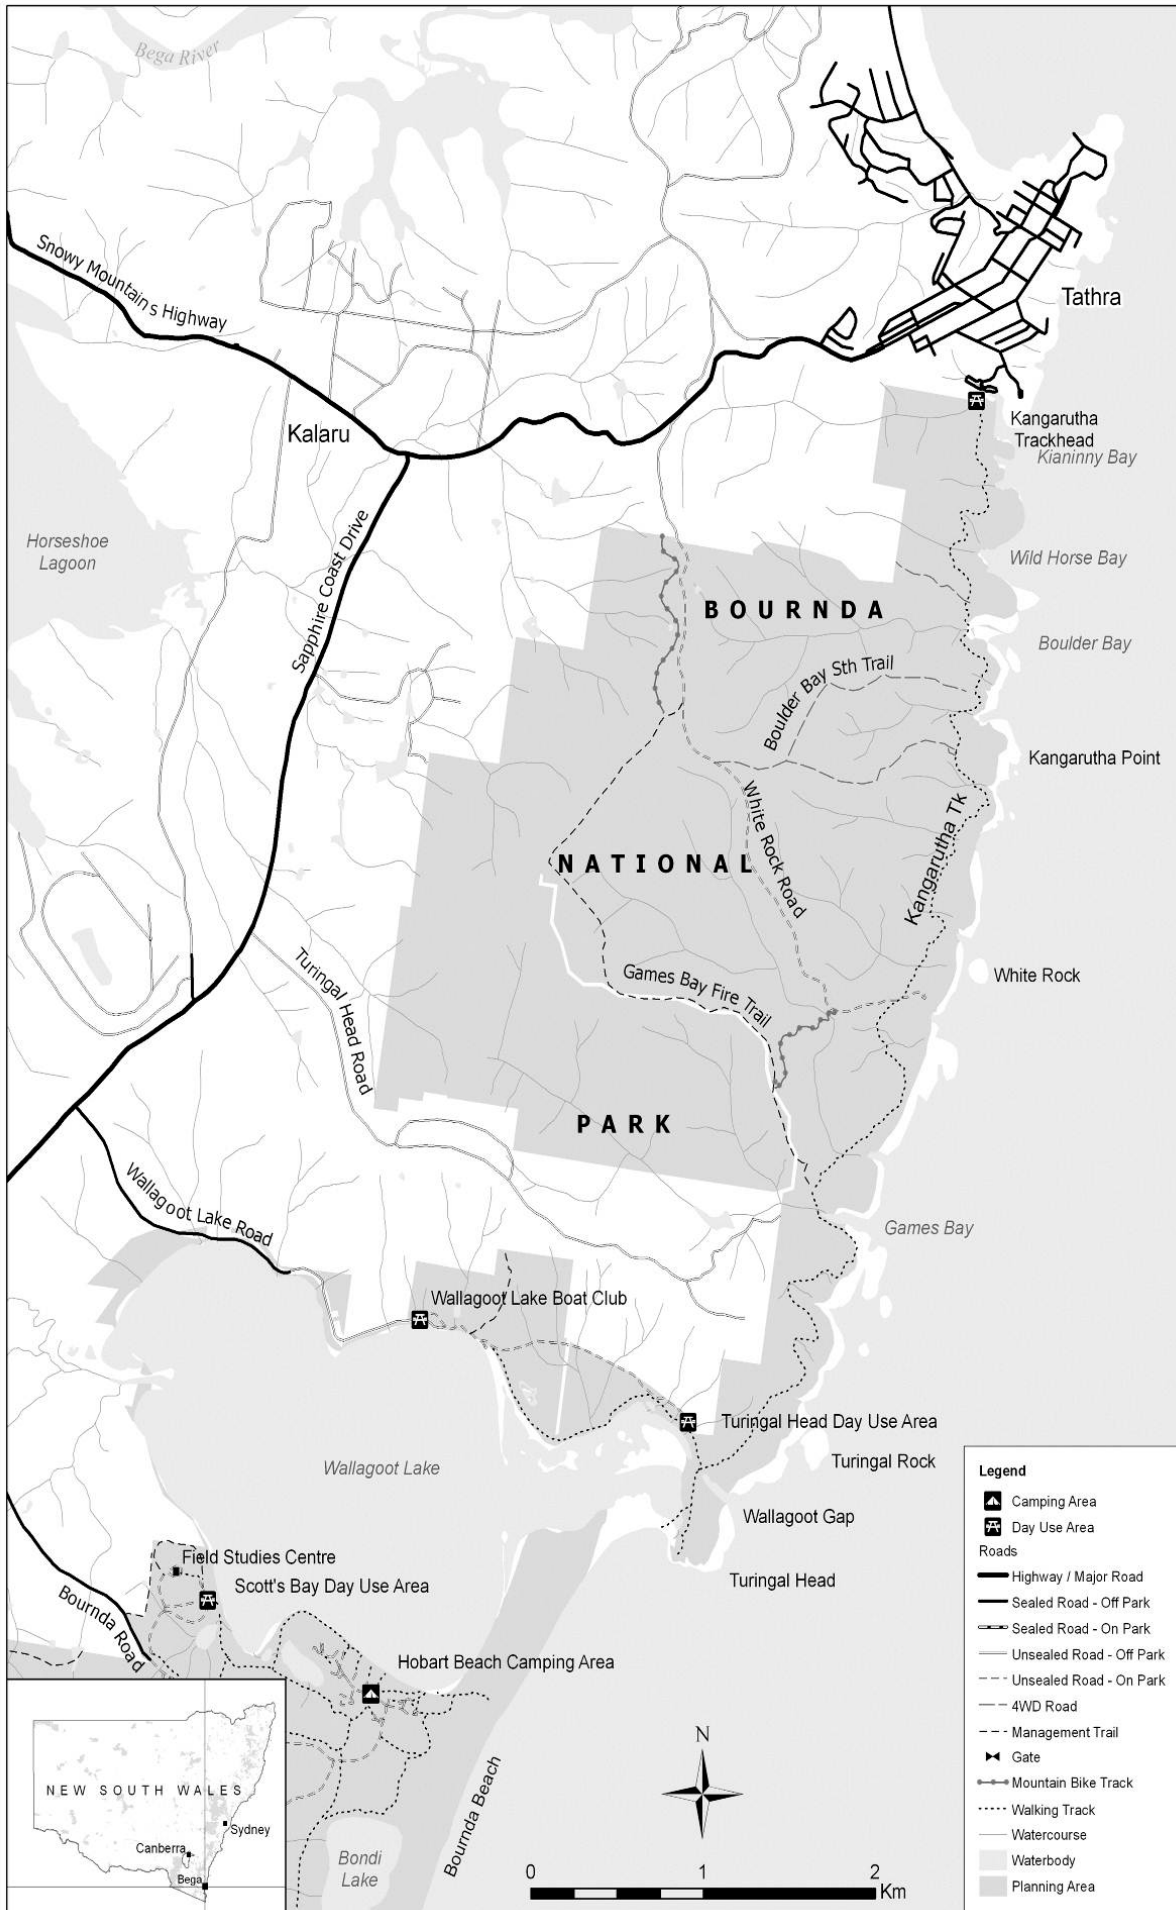 Bega River
Snowy Mountains Highway
Tathra
Kalaru
Kangarutha
Trackhead
Kianinny Bay
Horseshoe
Lagoon
Sapphire Coast Drive
Wild Horse Bay
BOURNDA
Boulder Bay
Boulder Bay Sth Trail
Kangarutha Point
White Rock Road
Kangarutha Tk
NATIONAL
Turingal Head Road
Games Bay Fire Trail
White Rock
PARK
Wallagoot Lake Road
Games Bay
Wallagoot Lake Boat Club
Turingal Head Day Use Area
Turingal Rock
Wallagoot Lake
Wallagoot Gap
Field Studies Centre
Scott's Bay Day Use Area
Turingal Head
Bournda Road
Hobart Beach Camping Area
Bournda Beach
Bondi
Lake
NEW SOUTH WALES
Sydney
Canberra
Bega
N
0 1 2
Km
Legend
Camping Area
Day Use Area
Roads
Highway / Major Road
Sealed Road - Off Park
Sealed Road - On Park
Unsealed Road - Off Park
Unsealed Road - On Park
4WD Road
Management Trail
Gate
Mountain Bike Track
Walking Track
Watercourse
Waterbody
Planning Area